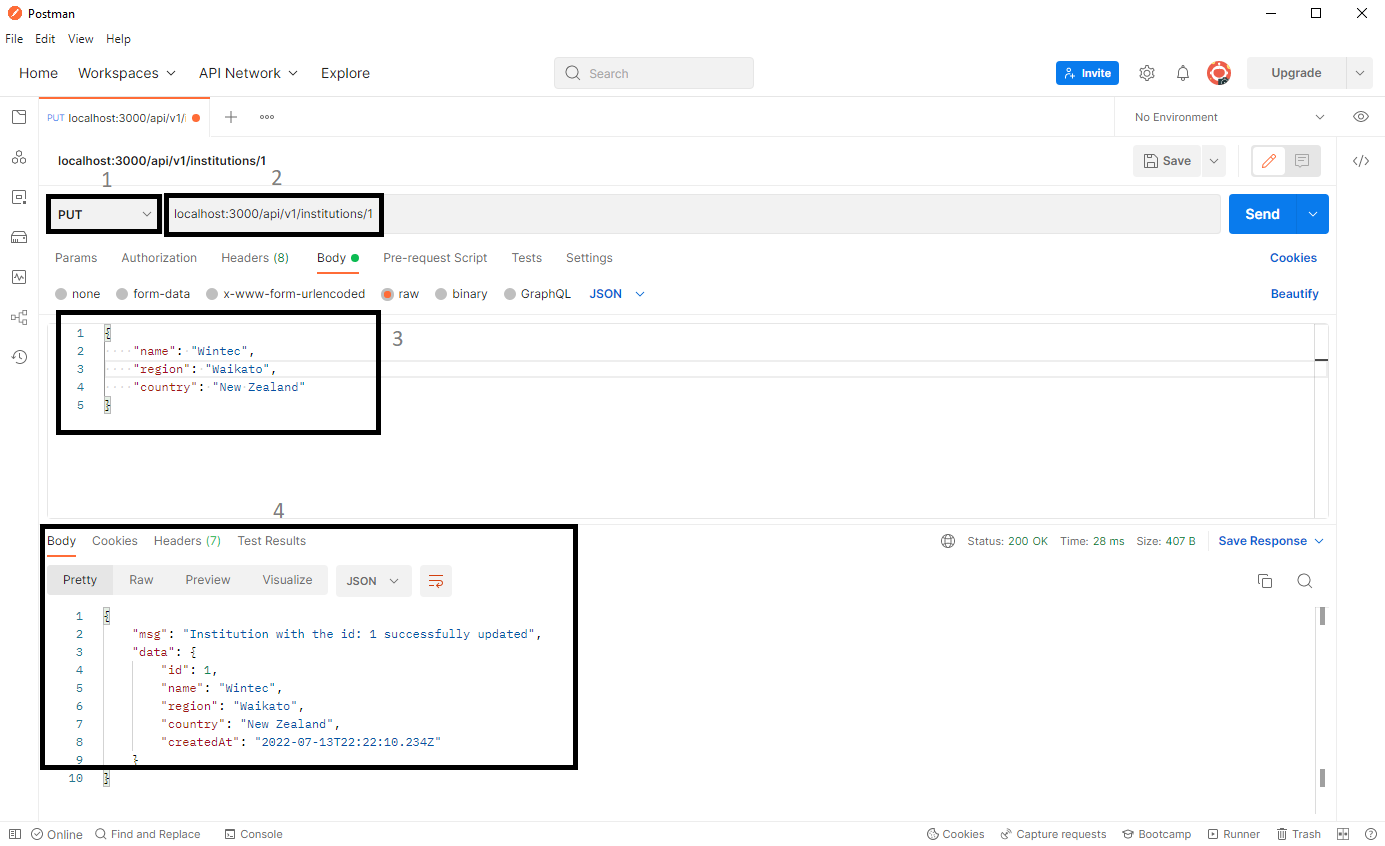 Postman
File Edit View Help
Home Workspaces API Network Explore Search Invite Upgrade
PUT localhost:3000/api/v1/i No Environment
localhost:3000/api/v1/institutions/1 Save
1 2
PUT localhost:3000/api/v1/institutions/1 Send
Params Authorization Headers (8) Body Pre-request Script Tests Settings Cookies
none form-data x-www-form-urlencoded raw binary GraphQL JSON Beautify
3
1 {
2 "name": "Wintec",
3 "region": "Waikato",
4 "country": "New Zealand"
5 }
4
Body Cookies Headers (7) Test Results Status: 200 OK Time: 28 ms Size: 407 B Save Response
Pretty Raw Preview Visualize JSON
1 {
2 "msg": "Institution with the id: 1 successfully updated",
3 "data": {
4 "id": 1,
5 "name": "Wintec",
6 "region": "Waikato",
7 "country": "New Zealand",
8 "createdAt": "2022-07-13T22:22:10.234Z"
9 }
10 }
Online Find and Replace Console Cookies Capture requests Bootcamp Runner Trash